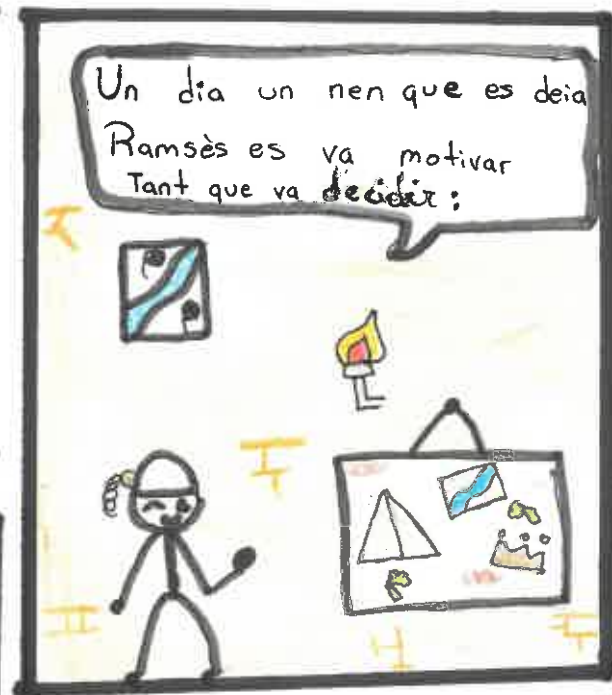 Un dia un nen que es deia
Ramsès es va motivar
Tant que va decidir: